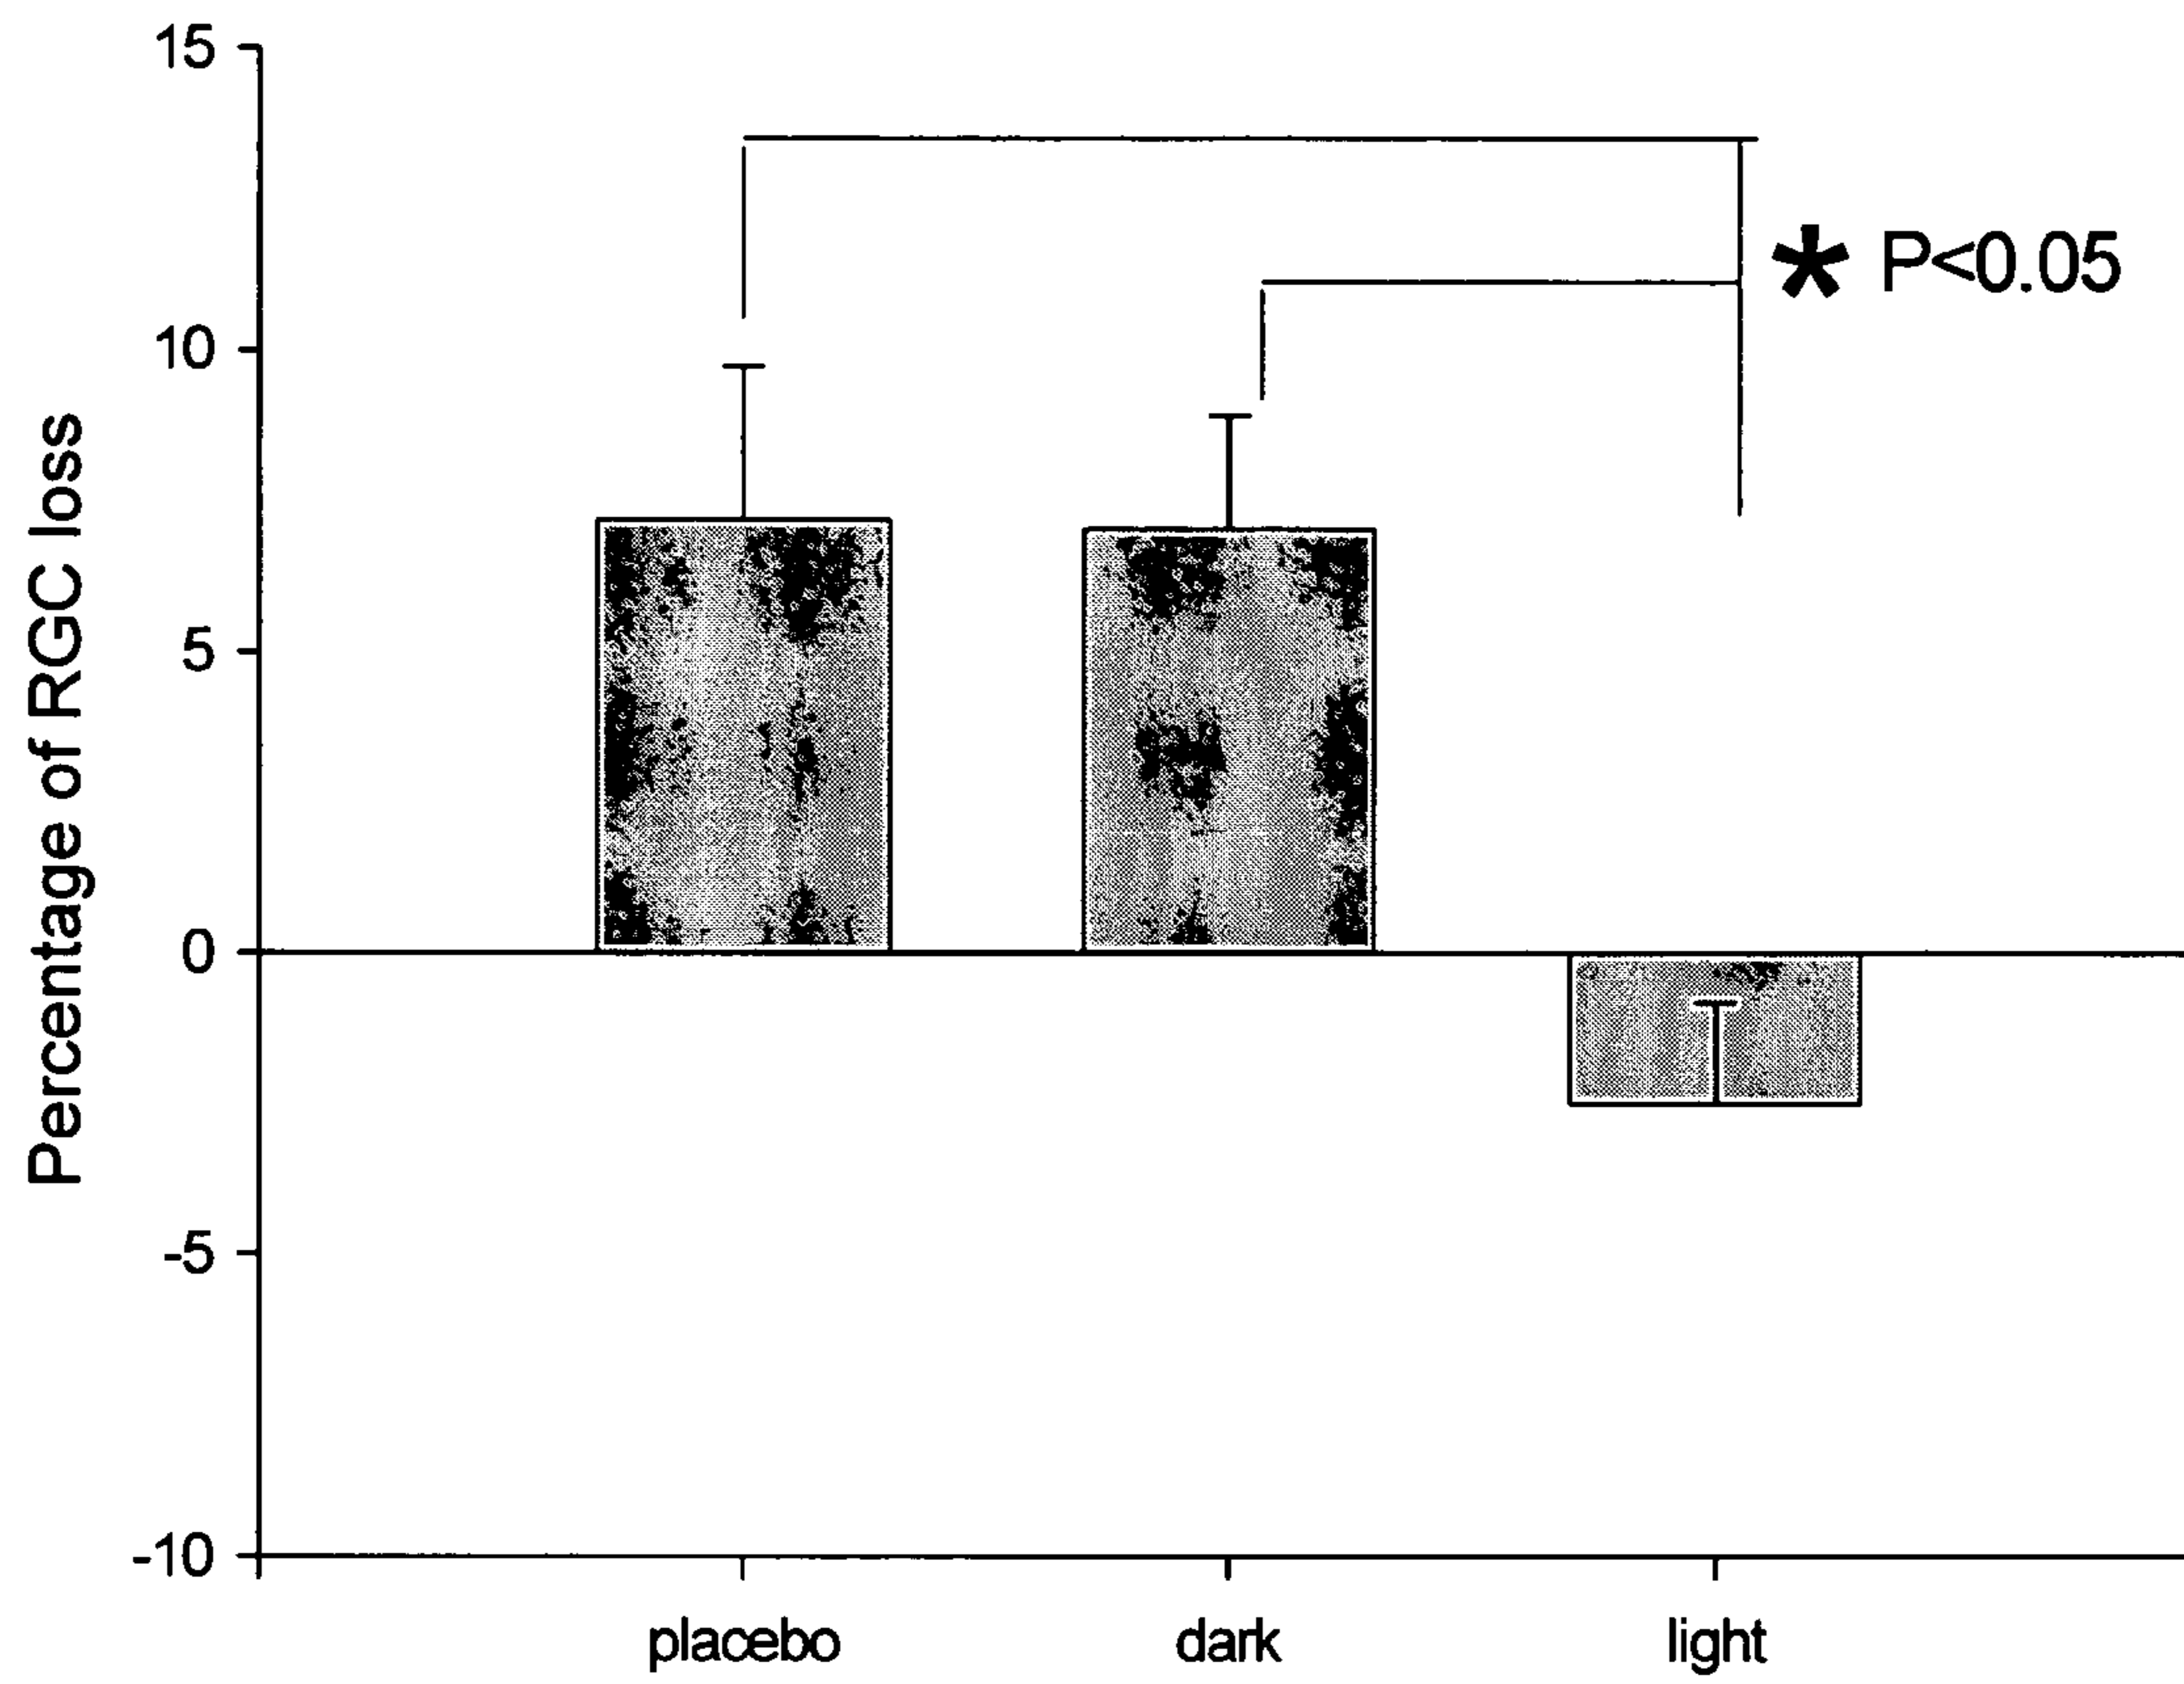 15
10
5
0
-5
-10
Percentage of RGC loss
* P<0.05
placebo
dark
light